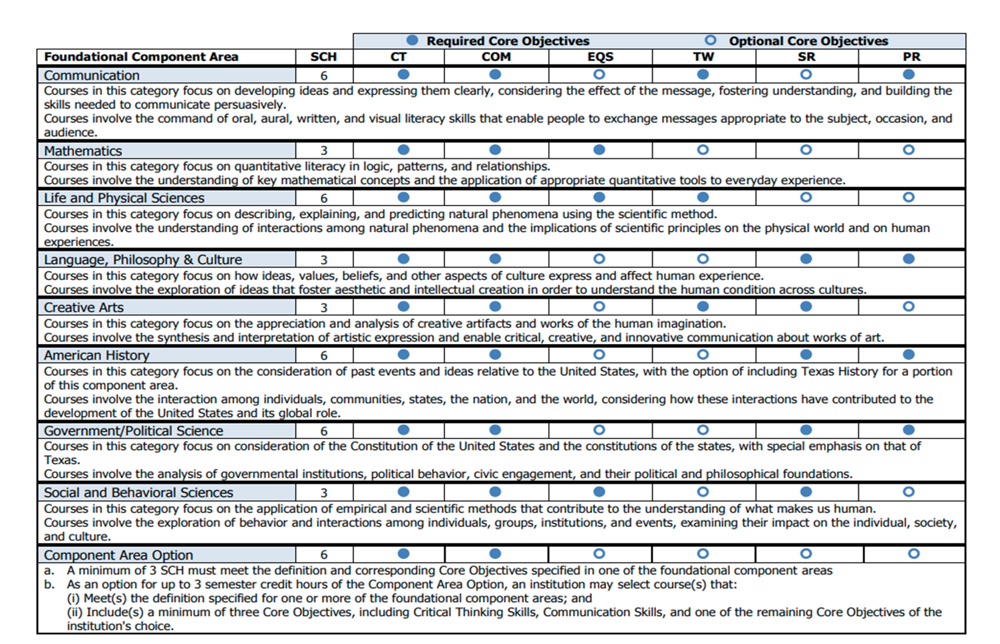 Required Core Objectives Optional Core Objectives
Foundational Component Area SCH CT COM EQS TW SR PR
Communication 6
Courses in this category focus on developing ideas and expressing them clearly, considering the effect of the message, fostering understanding, and building the
skills needed to communicate persuasively.
Courses involve the command of oral, aural, written, and visual literacy skills that enable people to exchange messages appropriate to the subject, occasion, and
audience.
Mathematics 3
Courses in this category focus on quantitative literacy in logic, patterns, and relationships.
Courses involve the understanding of key mathematical concepts and the application of appropriate quantitative tools to everyday experience.
Life and Physical Sciences 6
Courses in this category focus on describing, explaining, and predicting natural phenomena using the scientific method.
Courses involve the understanding of interactions among natural phenomena and the implications of scientific principles on the physical world and on human
experiences.
Language, Philosophy & Culture 3
Courses in this category focus on how ideas, values, beliefs, and other aspects of culture express and affect human experience.
Courses involve the exploration of ideas that foster aesthetic and intellectual creation in order to understand the human condition across cultures.
Creative Arts 3
Courses in this category focus on the appreciation and analysis of creative artifacts and works of the human imagination.
Courses involve the synthesis and interpretation of artistic expression and enable critical, creative, and innovative communication about works of art.
American History 6
Courses in this category focus on the consideration of past events and ideas relative to the United States, with the option of including Texas History for a portion
of this component area.
Courses involve the interaction among individuals, communities, states, the nation, and the world, considering how these interactions have contributed to the
development of the United States and its global role.
Government/Political Science 6
Courses in this category focus on consideration of the Constitution of the United States and the constitutions of the states, with special emphasis on that of
Texas.
Courses involve the analysis of governmental institutions, political behavior, civic engagement, and their political and philosophical foundations.
Social and Behavioral Sciences 3
Courses in this category focus on the application of empirical and scientific methods that contribute to the understanding of what makes us human.
Courses involve the exploration of behavior and interactions among individuals, groups, institutions, and events, examining their impact on the individual, society,
and culture.
Component Area Option 6
a. A minimum of 3 SCH must meet the definition and corresponding Core Objectives specified in one of the foundational component areas
b. As an option for up to 3 semester credit hours of the Component Area Option, an institution may select course(s) that:
(i) Meet(s) the definition specified for one or more of the foundational component areas; and
(ii) Include(s) a minimum of three Core Objectives, including Critical Thinking Skills, Communication Skills, and one of the remaining Core Objectives of the
institution's choice.